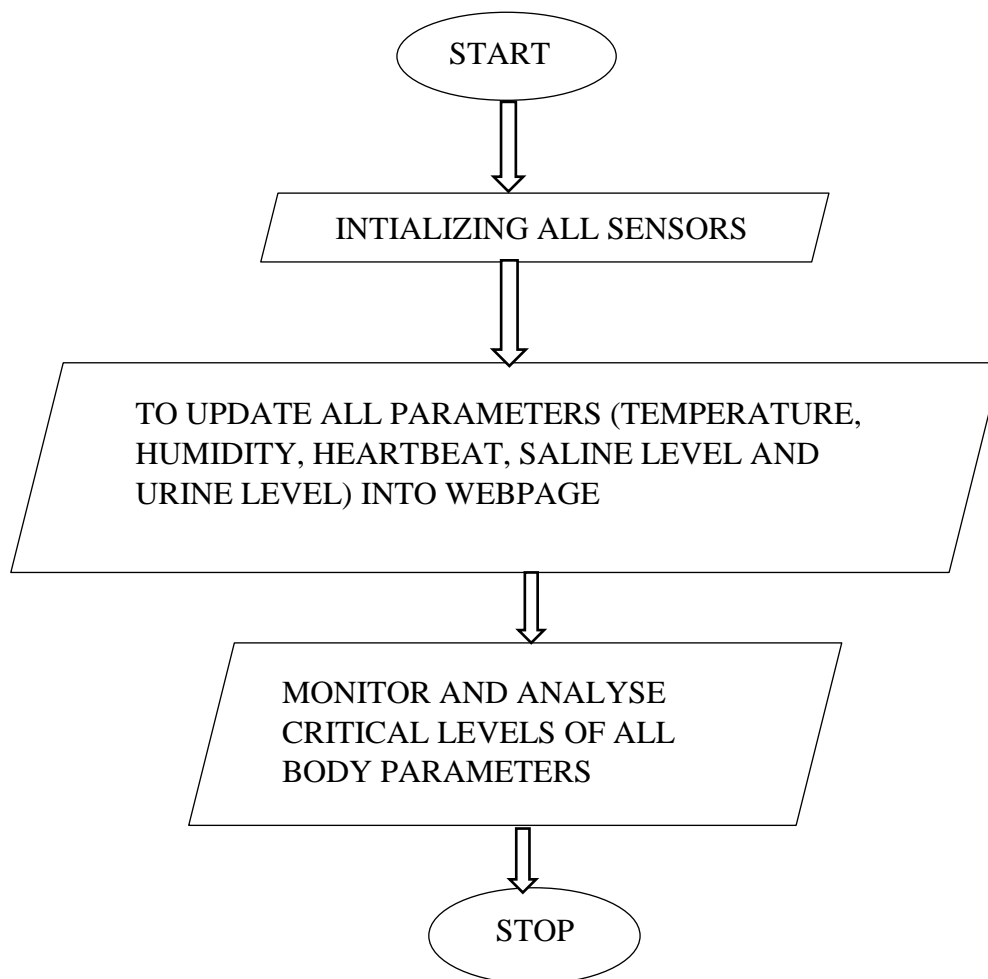 START
INTIALIZING ALL SENSORS
TO UPDATE ALL PARAMETERS (TEMPERATURE,
HUMIDITY, HEARTBEAT, SALINE LEVEL AND
URINE LEVEL) INTO WEBPAGE
MONITOR AND ANALYSE
CRITICAL LEVELS OF ALL
BODY PARAMETERS
STOP